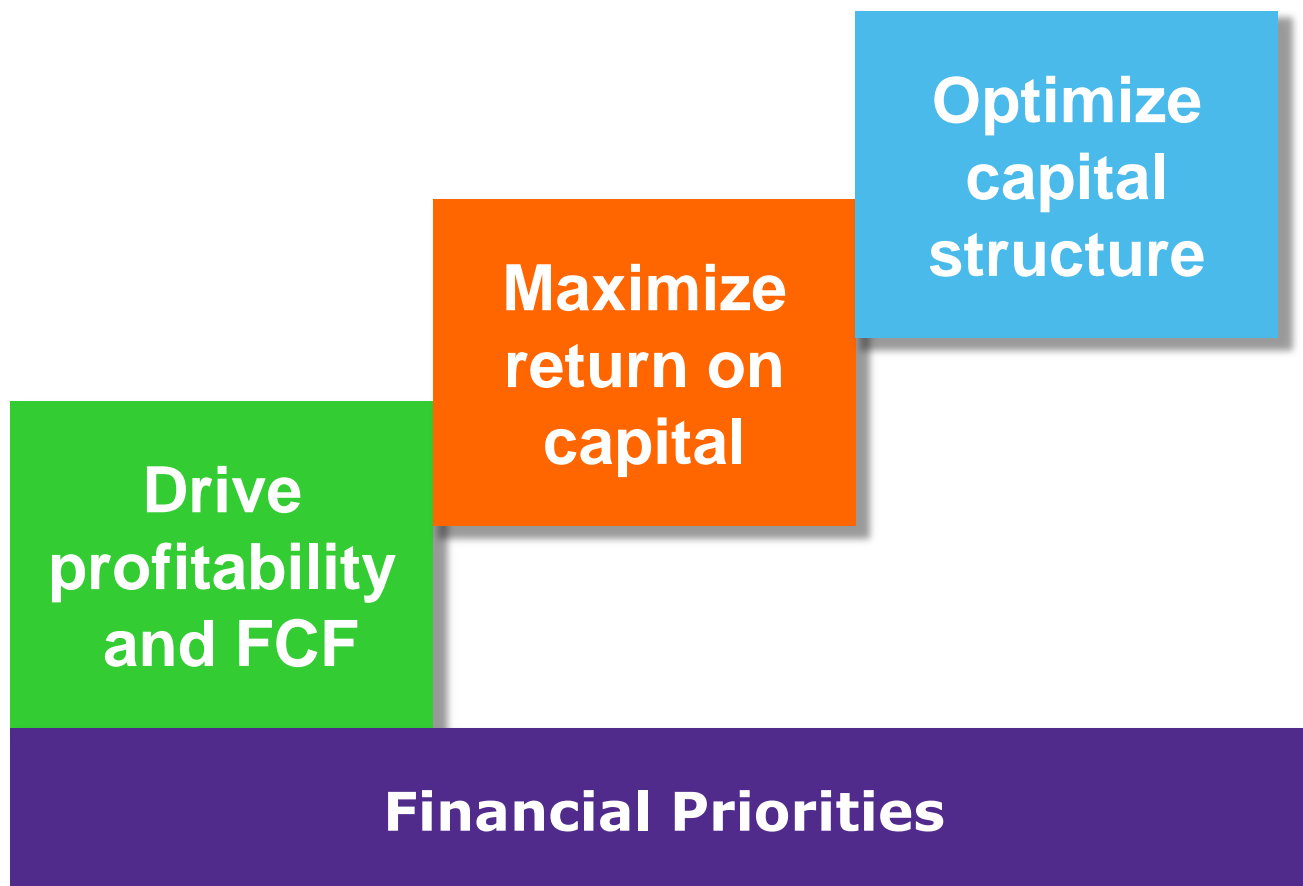 Optimize
capital
structure
Maximize
return on
capital
Drive
profitability
and FCF
Financial Priorities